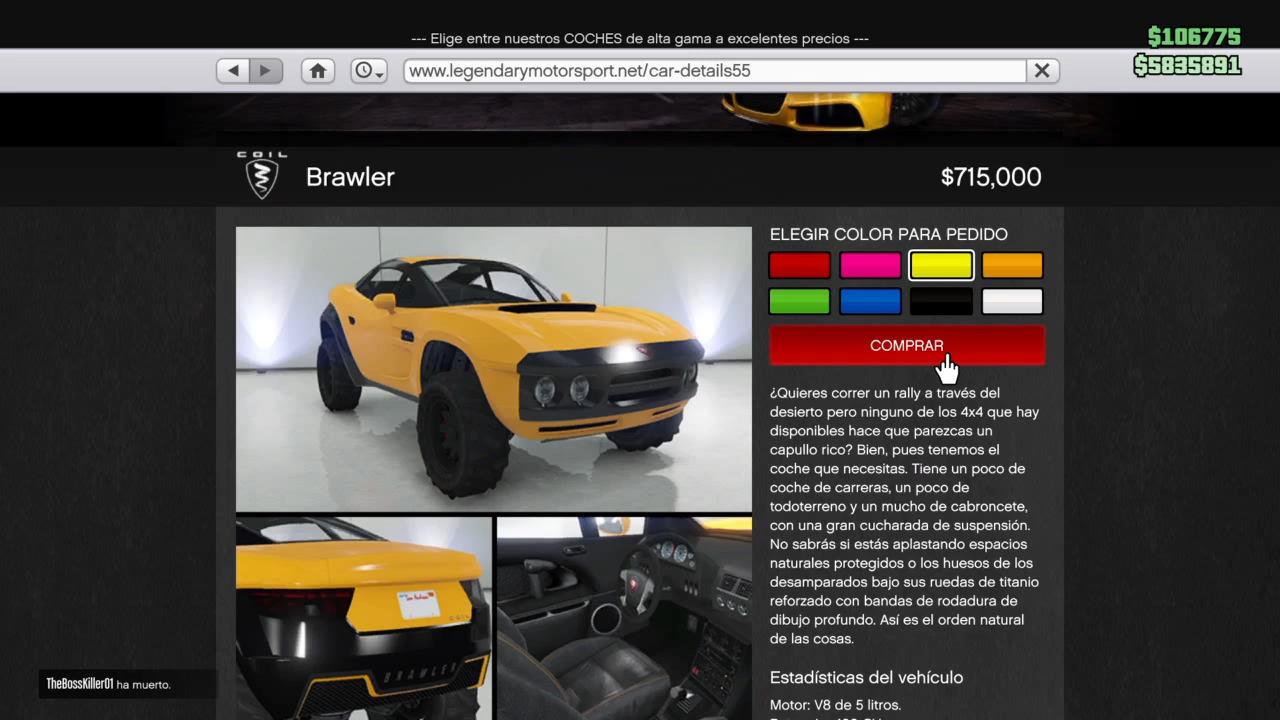 --- Elige entre nuestros COCHES de alta gama a excelentes precios ---
$106775
$5835891
www.legendarymotorsport.net/car-details55
COIL
Brawler
$715,000
ELEGIR COLOR PARA PEDIDO
COMPRAR
¿Quieres correr un rally a través del
desierto pero ninguno de los 4x4 que hay
disponibles hace que parezcas un
capullo rico? Bien, pues tenemos el
coche que necesitas. Tiene un poco de
coche de carreras, un poco de
todoterreno y un mucho de cabroncete,
con una gran cucharada de suspensión.
No sabrás si estás aplastando espacios
naturales protegidos o los huesos de los
desamparados bajo sus ruedas de titanio
reforzado con bandas de rodadura de
dibujo profundo. Así es el orden natural
de las cosas.
Estadísticas del vehículo
Motor: V8 de 5 litros.
COIL
BRAWLER
TheBossKiller01 ha muerto.